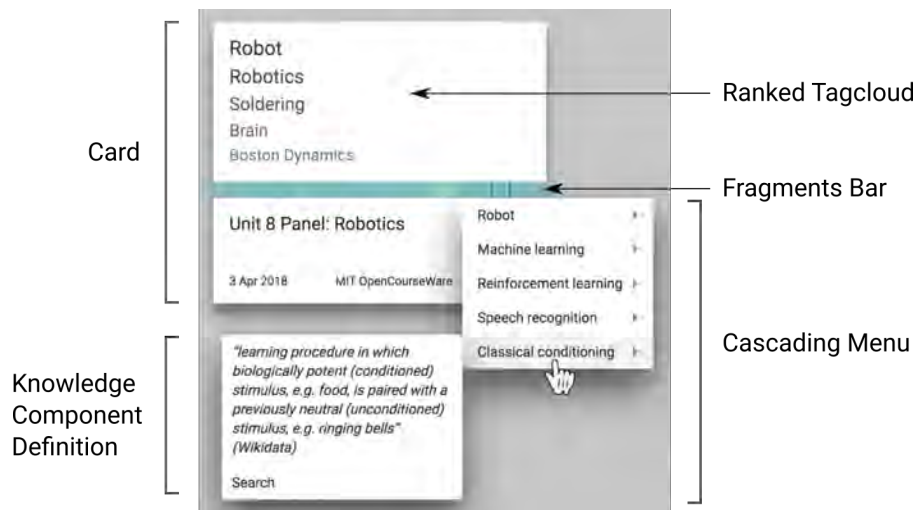 Robot
Robotics
Soldering
Brain
Boston Dynamics
Ranked Tagcloud
Card
Fragments Bar
Unit 8 Panel: Robotics
3 Apr 2018 MIT OpenCourseWare
Robot
Machine learning
Reinforcement learning
Speech recognition
Classical conditioning
Cascading Menu
Knowledge
Component
Definition
"learning procedure in which
biologically potent (conditioned)
stimulus, e.g. food, is paired with a
previously neutral (unconditioned)
stimulus, e.g. ringing bells"
(Wikidata)
Search